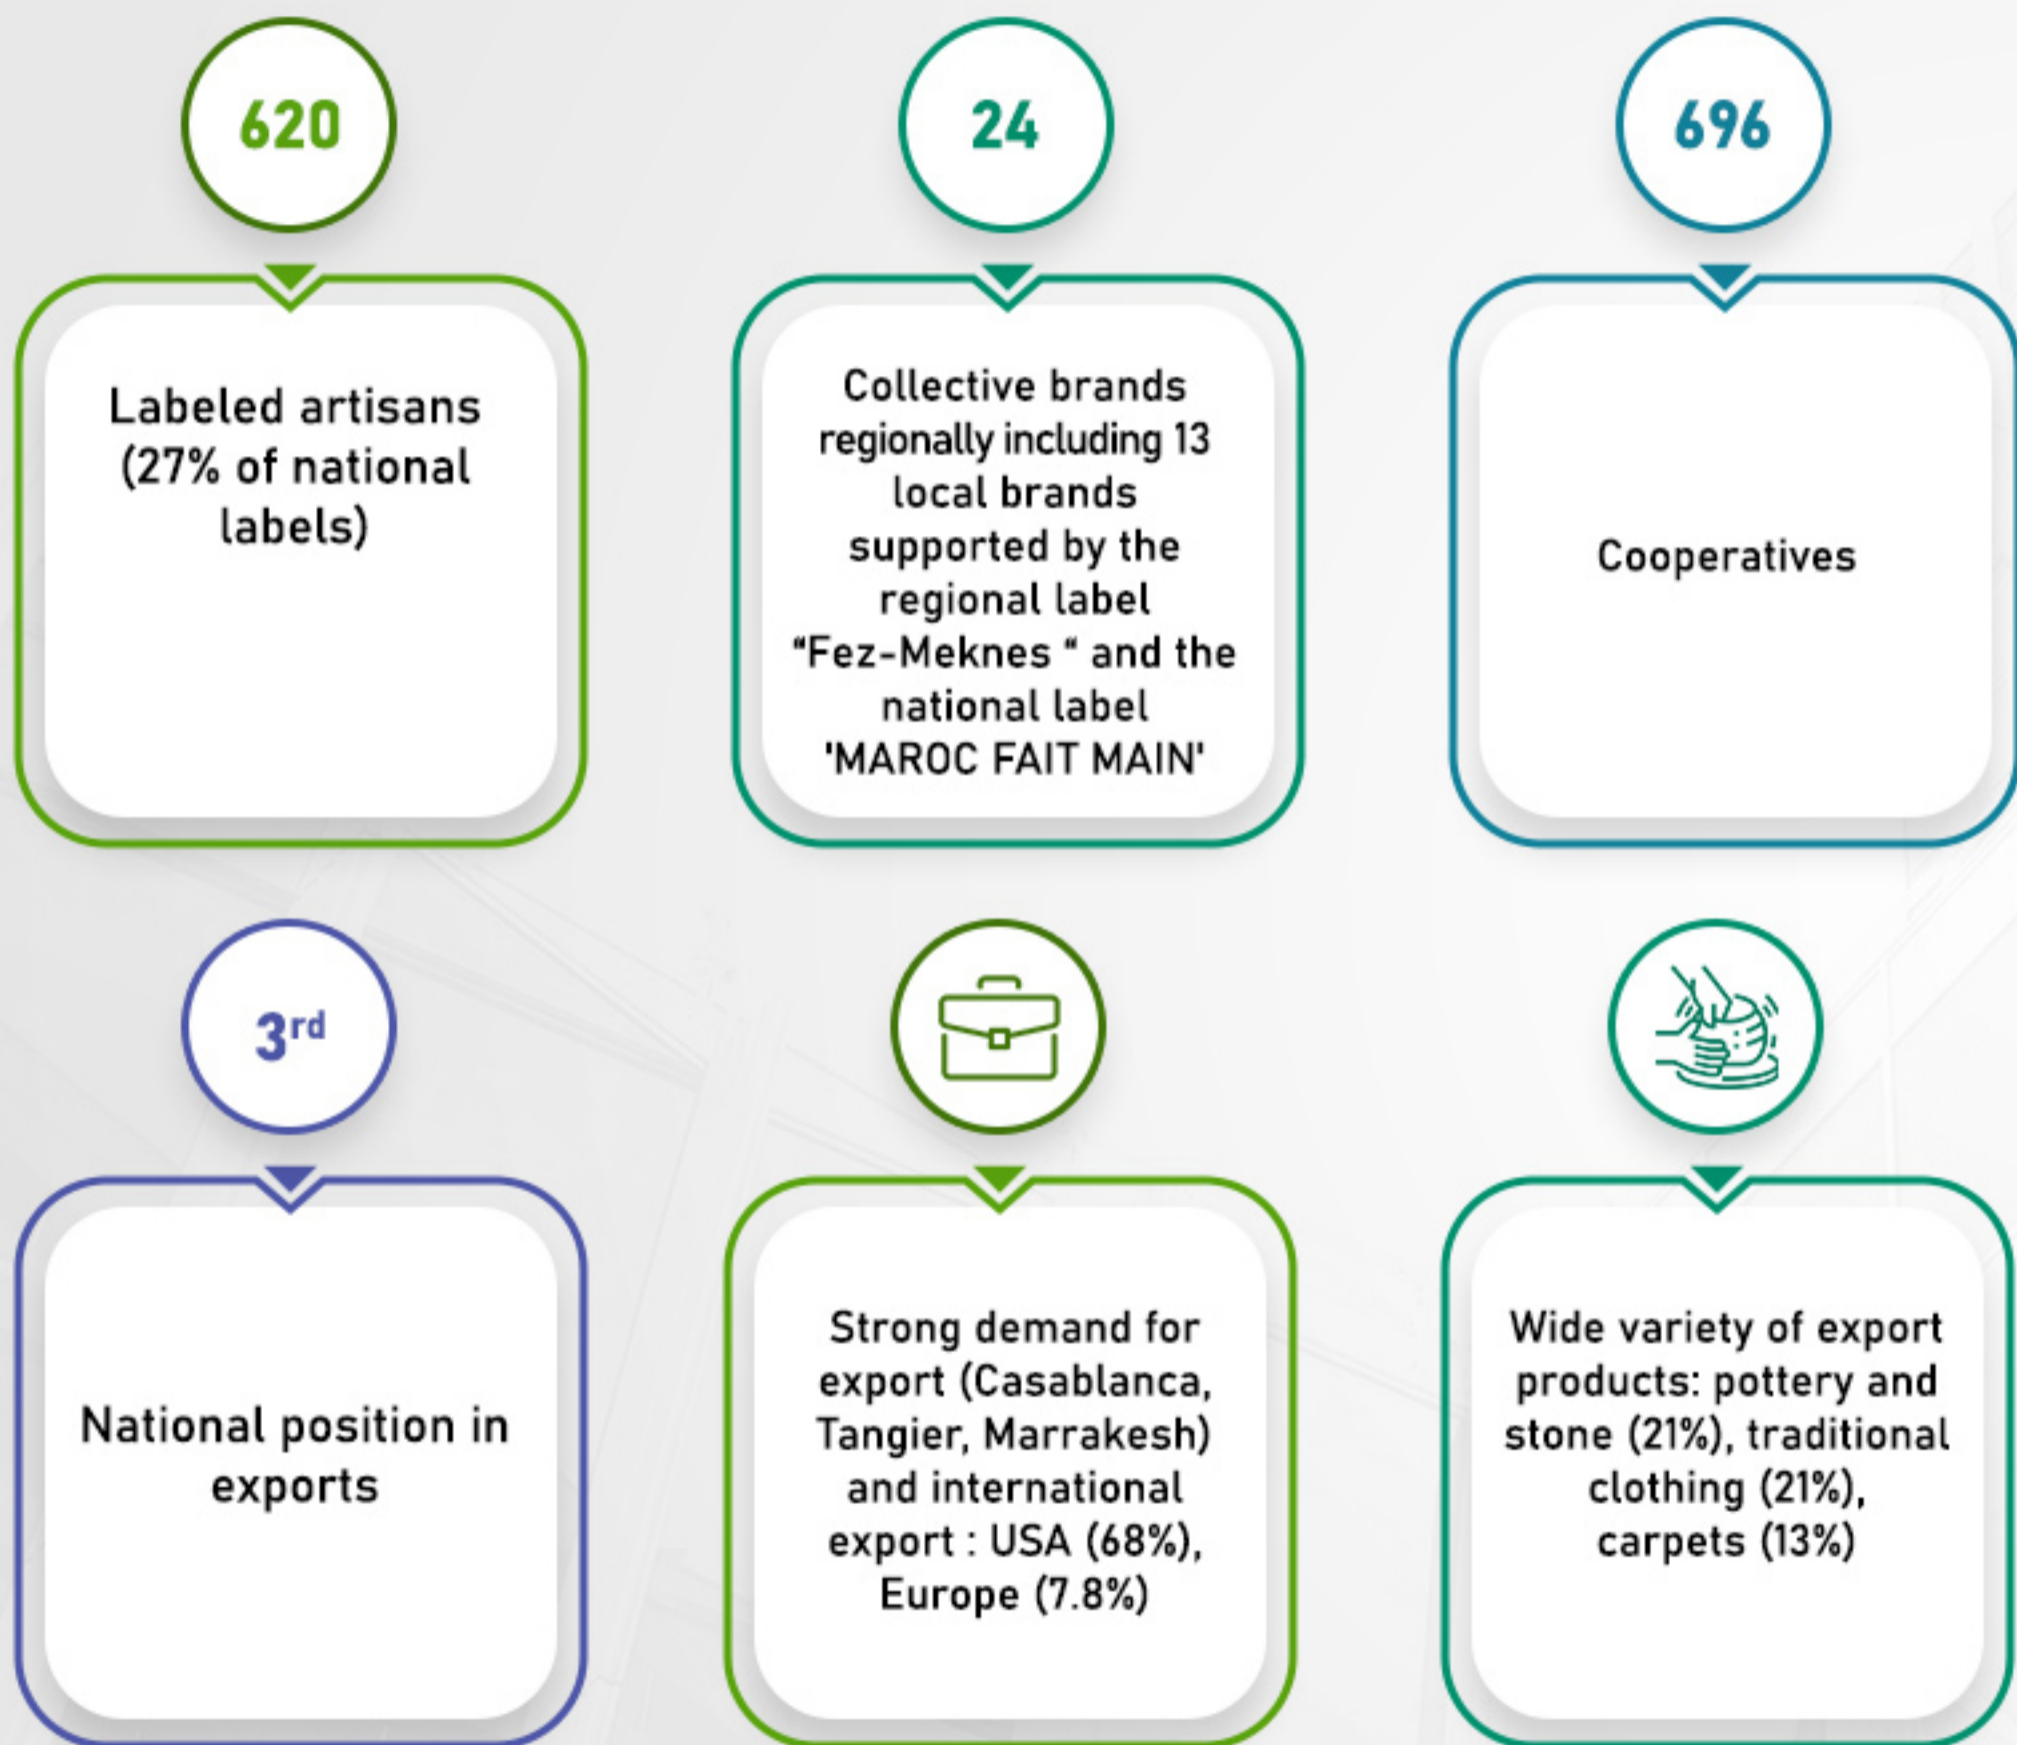 620
Labeled artisans
(27% of national
labels)
24
Collective brands
regionally including 13
local brands
supported by the
regional label
“Fez-Meknes “ and the
national label
'MAROC FAIT MAIN'
696
Cooperatives
3rd
National position in
exports
Strong demand for
export (Casablanca,
Tangier, Marrakesh)
and international
export : USA (68%),
Europe (7.8%)
Wide variety of export
products: pottery and
stone (21%), traditional
clothing (21%),
carpets (13%)